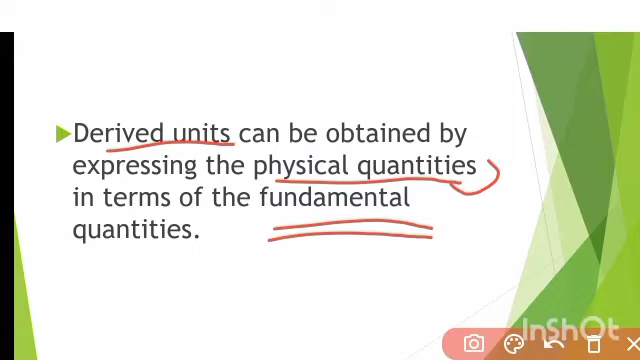 Derived units can be obtained by
expressing the physical quantities
in terms of the fundamental
quantities.
InShOt